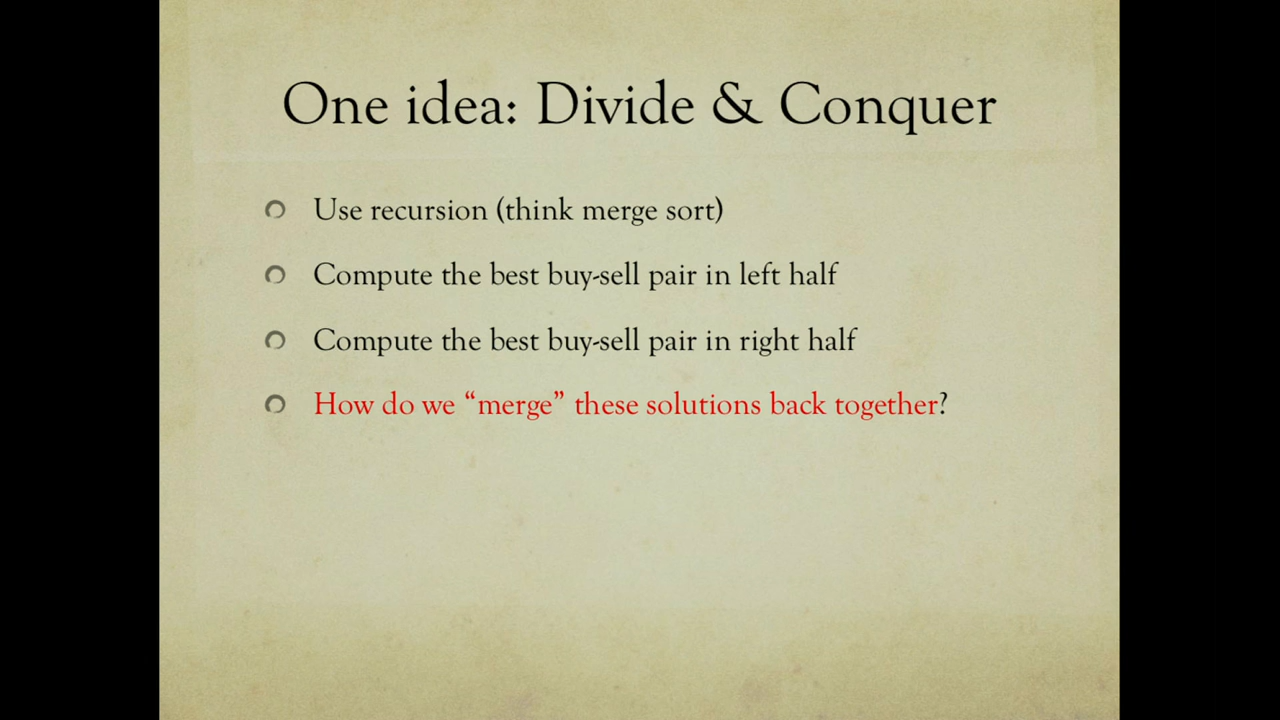 One idea: Divide & Conquer
Use recursion (think merge sort)
Compute the best buy-sell pair in left half
Compute the best buy-sell pair in right half
How do we “merge” these solutions back together?